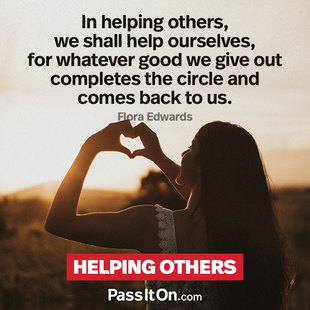 In helping others,
we shall help ourselves,
for whatever good we give out
completes the circle and
comes back to us.
Flora Edwards
HELPING OTHERS
PassItOn.com